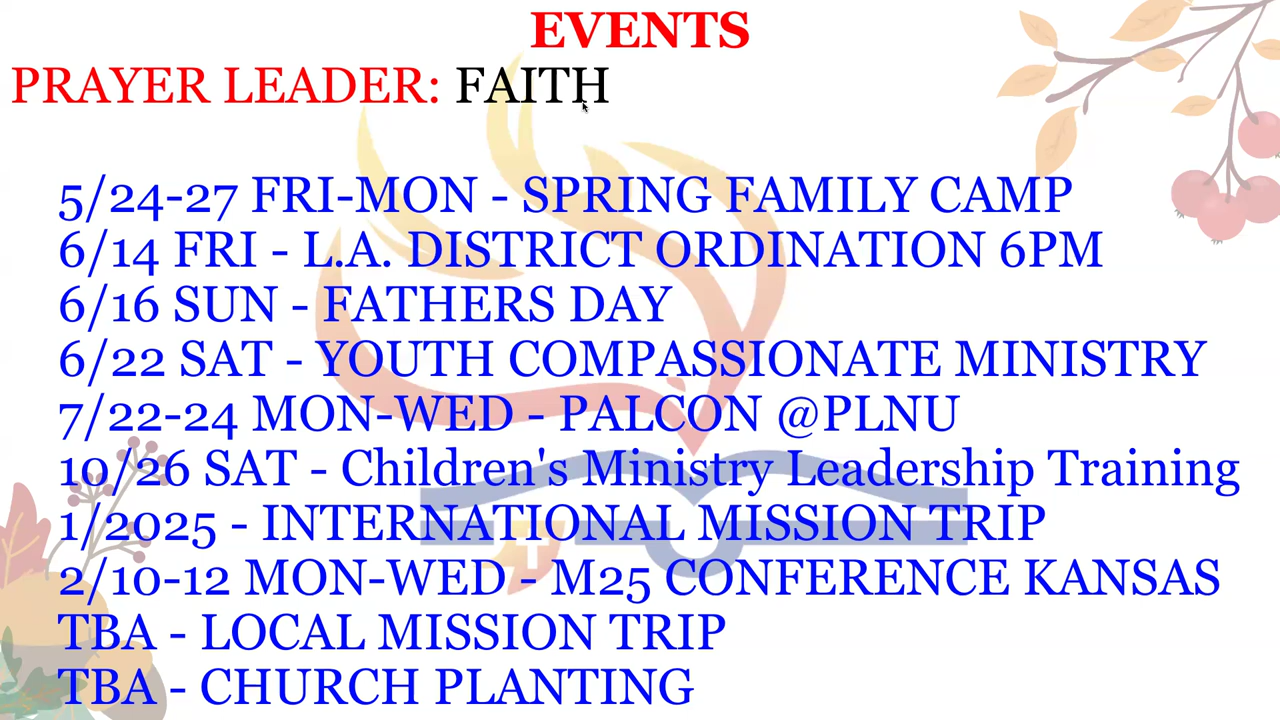 EVENTS
PRAYER LEADER: FAITH
5/24-27 FRI-MON - SPRING FAMILY CAMP
6/14 FRI - L.A. DISTRICT ORDINATION 6PM
6/16 SUN - FATHERS DAY
6/22 SAT - YOUTH COMPASSIONATE MINISTRY
7/22-24 MON-WED - PALCON @PLNU
10/26 SAT - Children's Ministry Leadership Training
1/2025 - INTERNATIONAL MISSION TRIP
2/10-12 MON-WED - M25 CONFERENCE KANSAS
TBA - LOCAL MISSION TRIP
TBA - CHURCH PLANTING